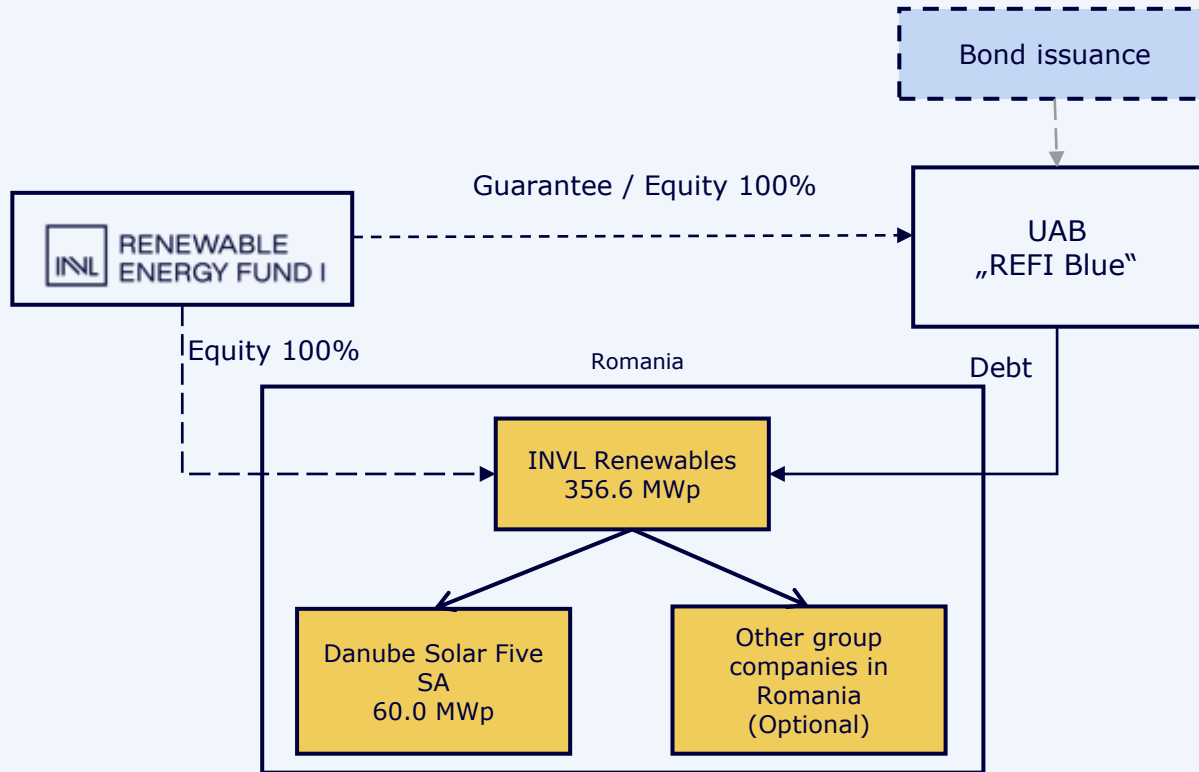 Bond issuance
Guarantee / Equity 100%
INVL
RENEWABLE
ENERGY FUND I
UAB
„REFI Blue“
Equity 100%
Romania
Debt
INVL Renewables
356.6 MWp
Danube Solar Five
SA
60.0 MWp
Other group
companies in
Romania
(Optional)